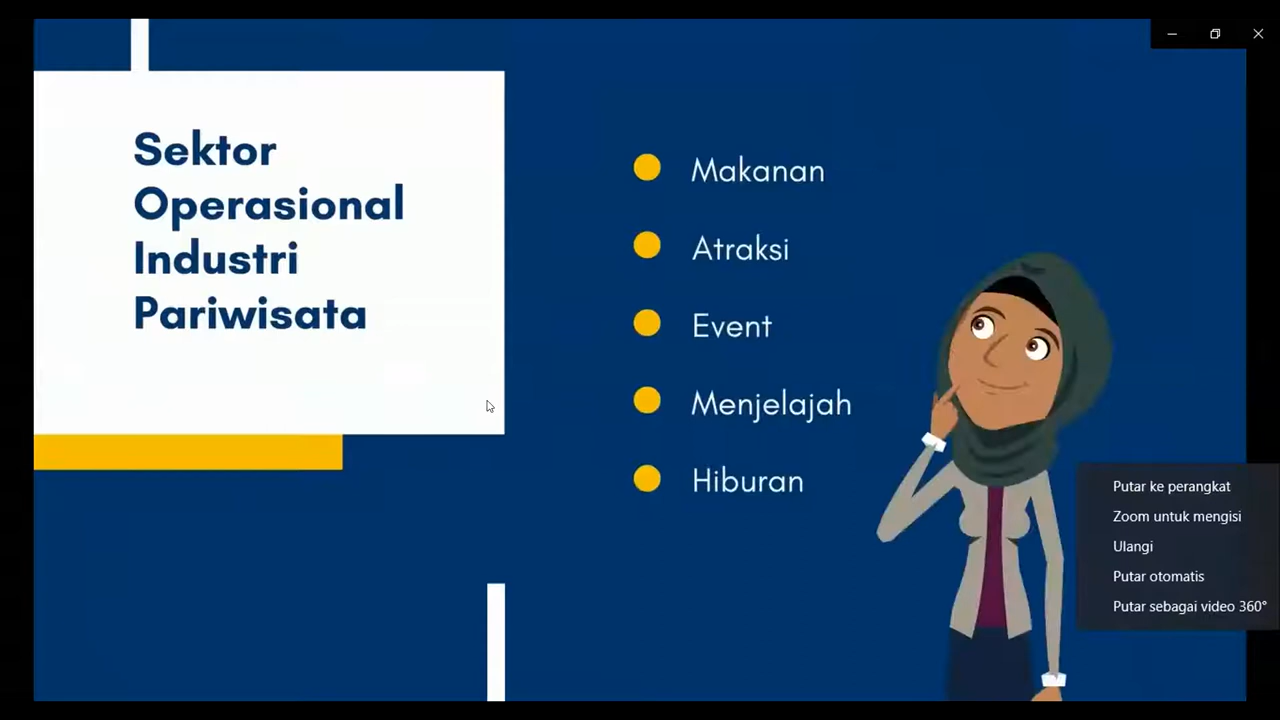 Sektor
Operasional
Industri
Pariwisata
Makanan
Atraksi
Event
Menjelajah
Hiburan
Putar ke perangkat
Zoom untuk mengisi
Ulangi
Putar otomatis
Putar sebagai video 360°